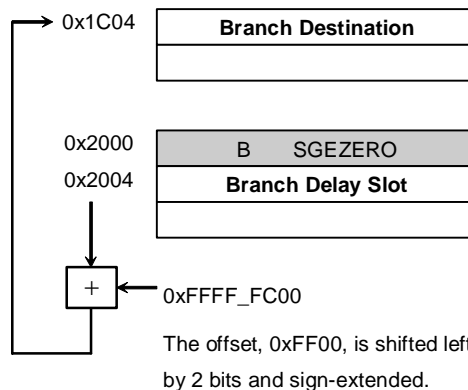 0x1C04 Branch Destination
0x2000 B SGEZERO
0x2004 Branch Delay Slot
+
0xFFFF_FC00
The offset, 0xFF00, is shifted left
by 2 bits and sign-extended.